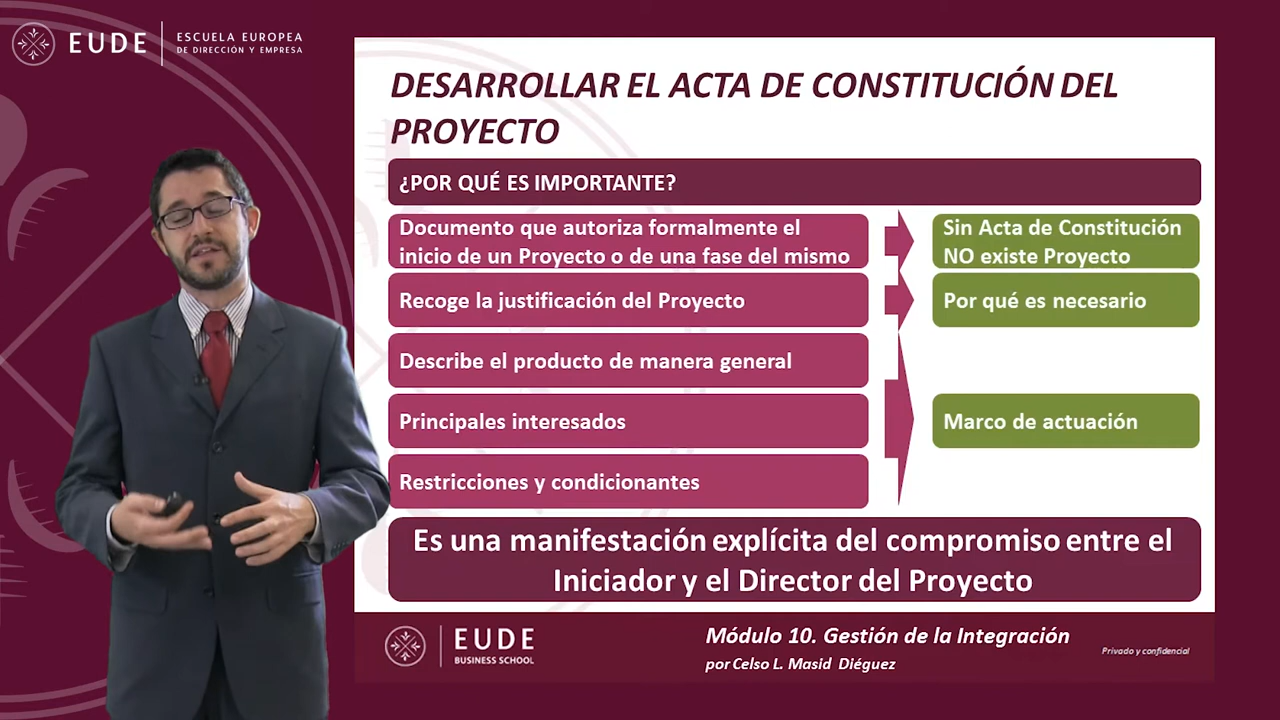 EUDE
ESCUELA EUROPEA
DE DIRECCIÓN Y EMPRESA
DESARROLLAR EL ACTA DE CONSTITUCIÓN DEL
PROYECTO
¿POR QUÉ ES IMPORTANTE?
Documento que autoriza formalmente el
inicio de un Proyecto o de una fase del mismo
Sin Acta de Constitución
NO existe Proyecto
Recoge la justificación del Proyecto
Por qué es necesario
Describe el producto de manera general
Principales interesados
Marco de actuación
Restricciones y condicionantes
Es una manifestación explícita del compromiso entre el
Iniciador y el Director del Proyecto
EUDE
BUSINESS SCHOOL
Módulo 10. Gestión de la Integración
por Celso L. Masid Diéguez
Privado y confidencial